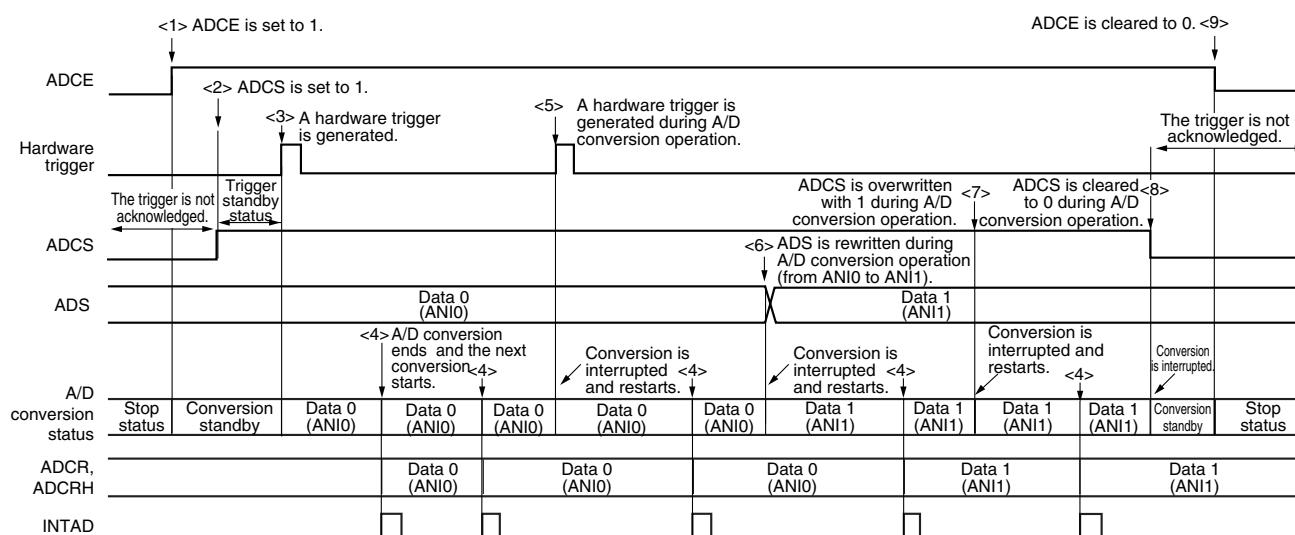 <1> ADCE is set to 1.
ADCE is cleared to 0. <9>
ADCE
<2> ADCS is set to 1.
<3> A hardware trigger
is generated.
<5> A hardware trigger is
generated during A/D
conversion operation.
The trigger is not
acknowledged.
Hardware
trigger
The trigger is not
acknowledged.
Trigger
standby
status
ADCS is overwritten
with 1 during A/D
conversion operation.
<7>
ADCS is cleared
to 0 during A/D
conversion operation.
<8>
ADCS
<6> ADS is rewritten during
A/D conversion operation
(from ANI0 to ANI1).
ADS
Data 0
(ANI0)
Data 1
(ANI1)
<4> A/D conversion
ends and the next
conversion
starts.
<4>
Conversion is
interrupted
and restarts.
<4>
Conversion is
interrupted
and restarts.
<4>
Conversion is
interrupted and
restarts.
<4>
Conversion
is interrupted.
A/D
conversion
status
Stop
status
Conversion
standby
Data 0
(ANI0)
Data 0
(ANI0)
Data 0
(ANI0)
Data 0
(ANI0)
Data 0
(ANI0)
Data 1
(ANI1)
Data 1
(ANI1)
Data 1
(ANI1)
Data 1
(ANI1)
Conversion
standby
Stop
status
ADCR,
ADCRH
Data 0
(ANI0)
Data 0
(ANI0)
Data 0
(ANI0)
Data 1
(ANI1)
Data 1
(ANI1)
INTAD